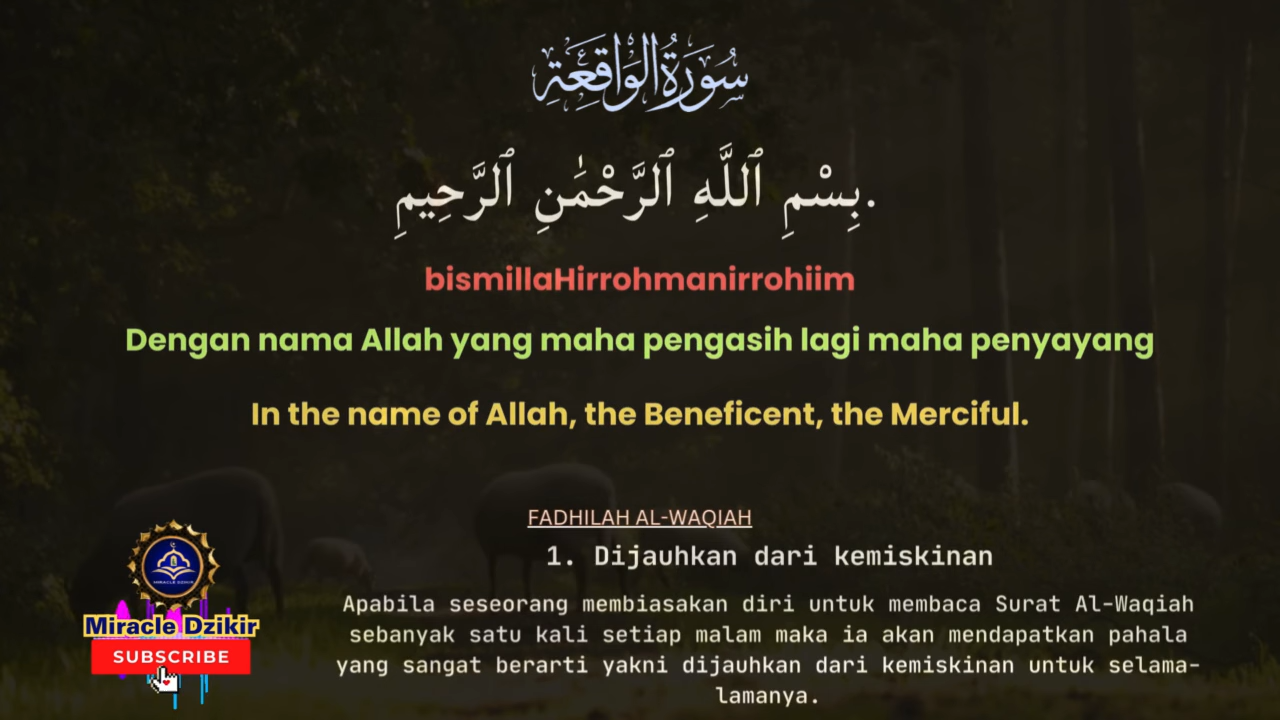 سُورَةُ الوَاقِعَةِ
بِسْمِ ٱللَّهِ ٱلرَّحْمَٰنِ ٱلرَّحِيمِ.
bismillaHirrohmanirrohiim
Dengan nama Allah yang maha pengasih lagi maha penyayang
In the name of Allah, the Beneficent, the Merciful.
FADHILAH AL-WAQIAH
1. Dijauhkan dari kemiskinan
Apabila seseorang membiasakan diri untuk membaca Surat Al-Waqiah
sebanyak satu kali setiap malam maka ia akan mendapatkan pahala
yang sangat berarti yakni dijauhkan dari kemiskinan untuk selama-
lamanya.
MIRACLE DZIKIR
Miracle Dzikir
SUBSCRIBE